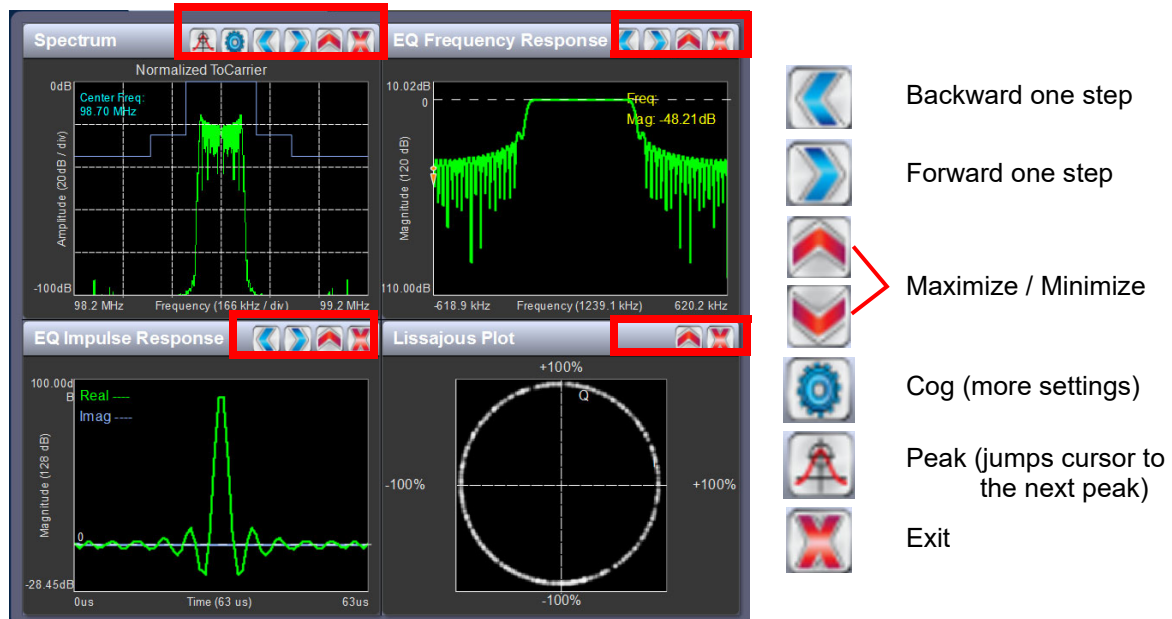 Spectrum
Normalized ToCarrier
0dB
Center Freq:
98.70 MHz
Amplitude (20dB / div)
-100dB
98.2 MHz Frequency (166 kHz / div) 99.2 MHz
EQ Frequency Response
10.02dB
0
Freq:
Mag: -48.21dB
Magnitude (120 dB)
110.00dB
-618.9 kHz Frequency (1239.1 kHz) 620.2 kHz
EQ Impulse Response
100.00d
B
Real ----
Imag ----
Magnitude (128 dB)
0
-28.45dB
0us Time (63 us) 63us
Lissajous Plot
+100%
Q
-100% +100%
-100%
Backward one step
Forward one step
Maximize / Minimize
Cog (more settings)
Peak (jumps cursor to
the next peak)
Exit